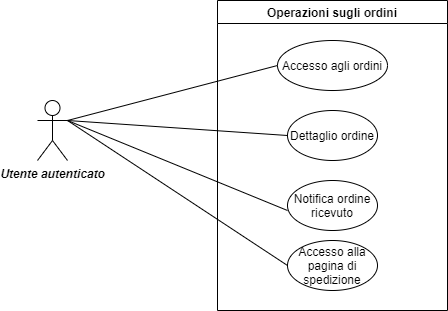 Operazioni sugli ordini
Accesso agli ordini
Dettaglio ordine
Utente autenticato
Notifica ordine
ricevuto
Accesso alla
pagina di
spedizione